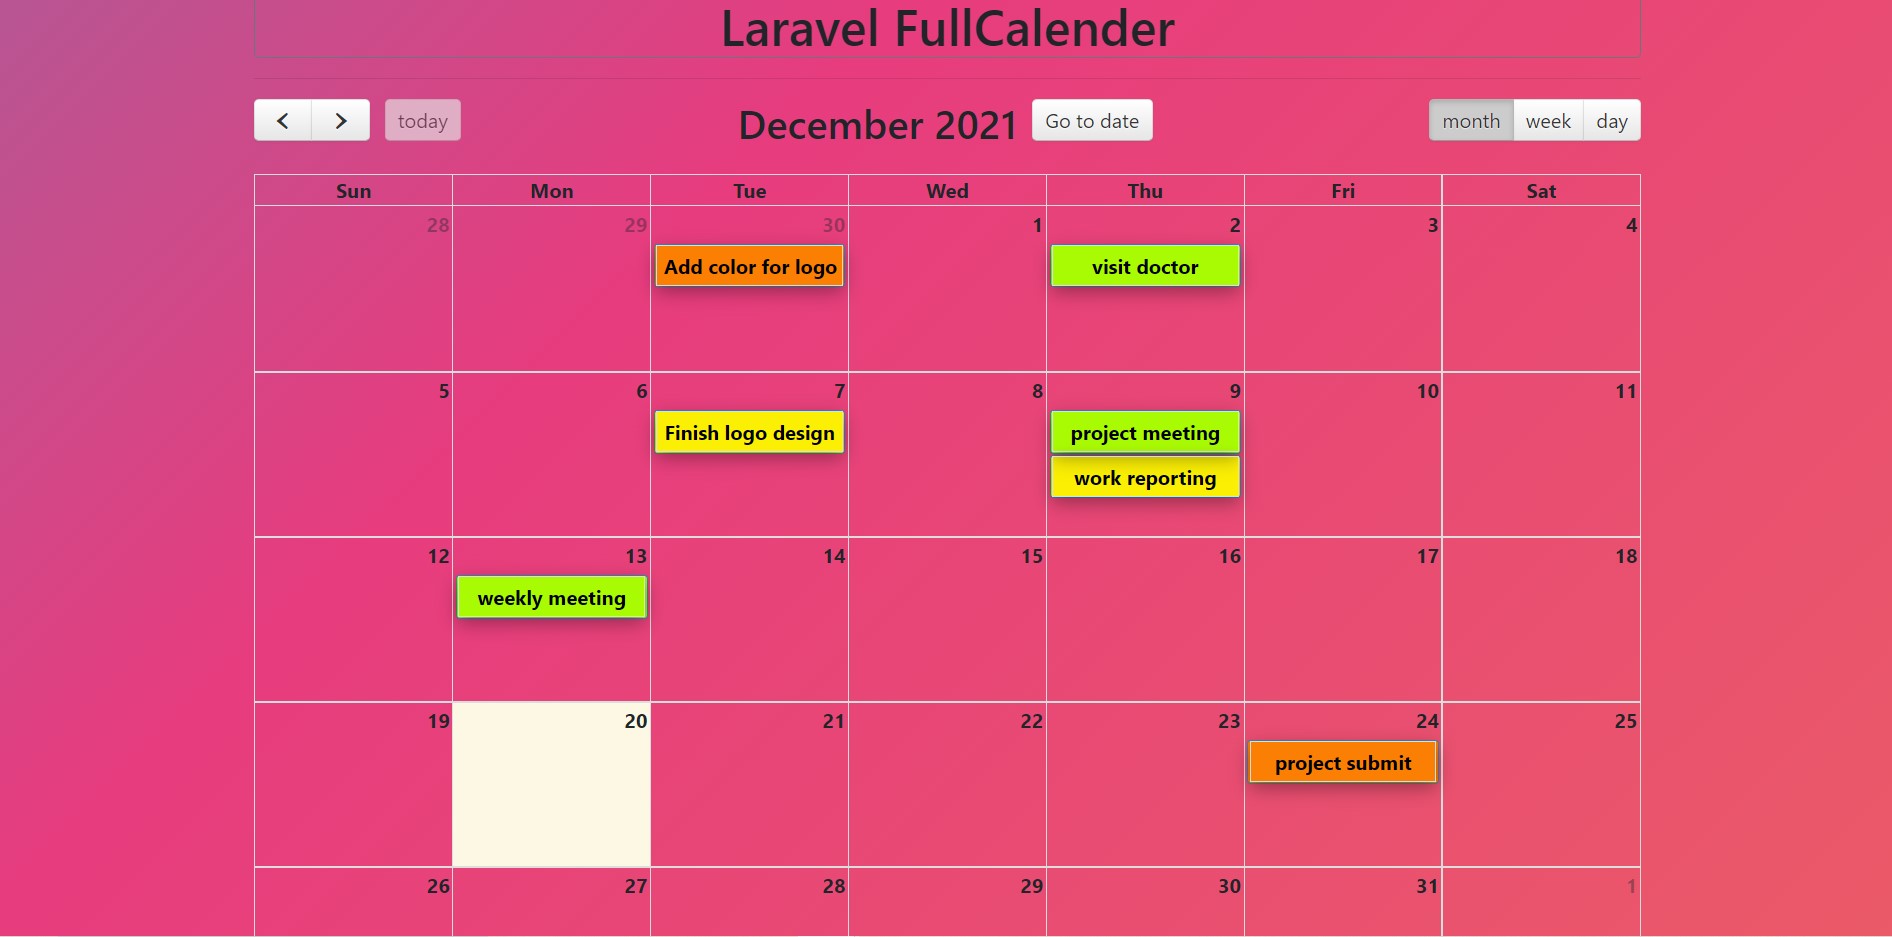 Laravel FullCalender
today December 2021 Go to date month week day
Sun Mon Tue Wed Thu Fri Sat
28 29 30 1 2 3 4
Add color for logo visit doctor
5 6 7 8 9 10 11
Finish logo design project meeting
work reporting
12 13 14 15 16 17 18
weekly meeting
19 20 21 22 23 24 25
project submit
26 27 28 29 30 31 1